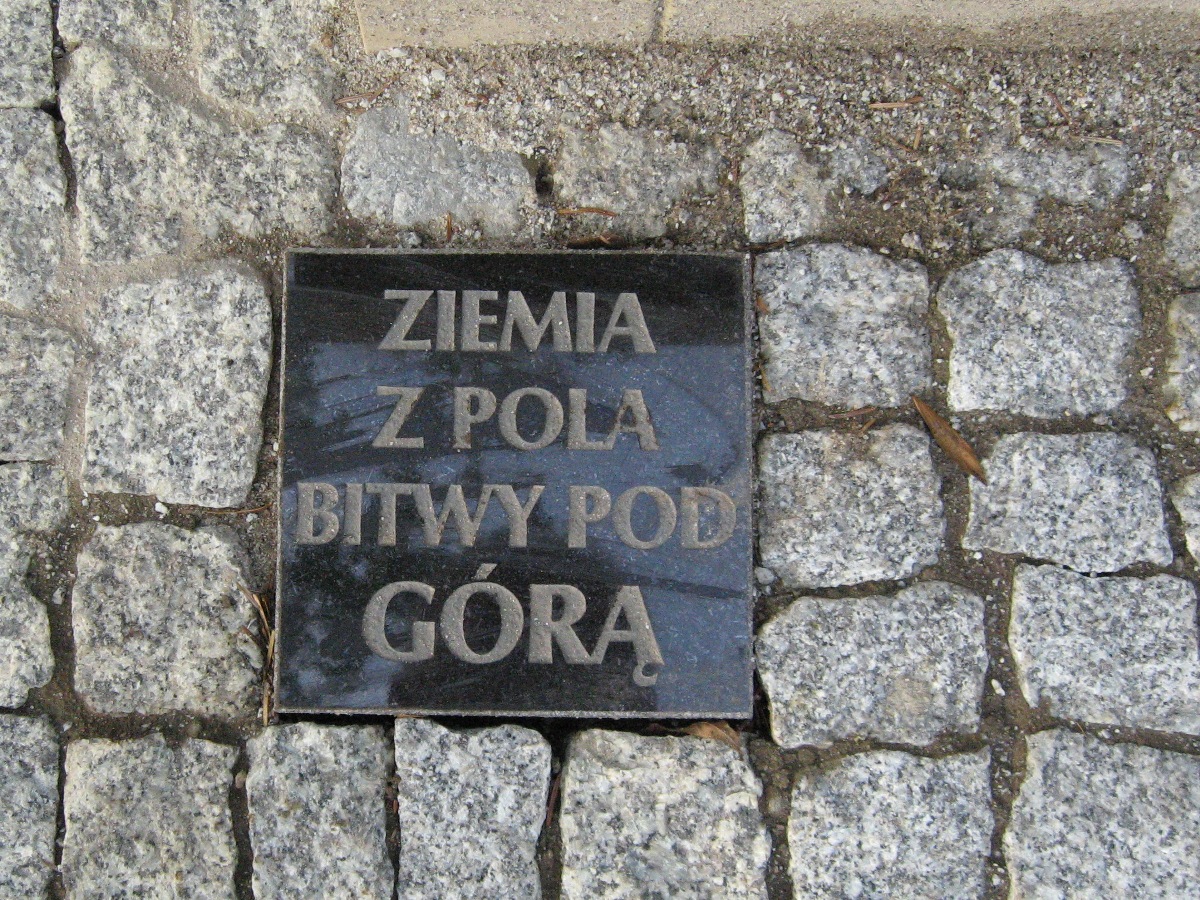 ZIEMIA
Z POLA
BITWY POD
GÓRĄ